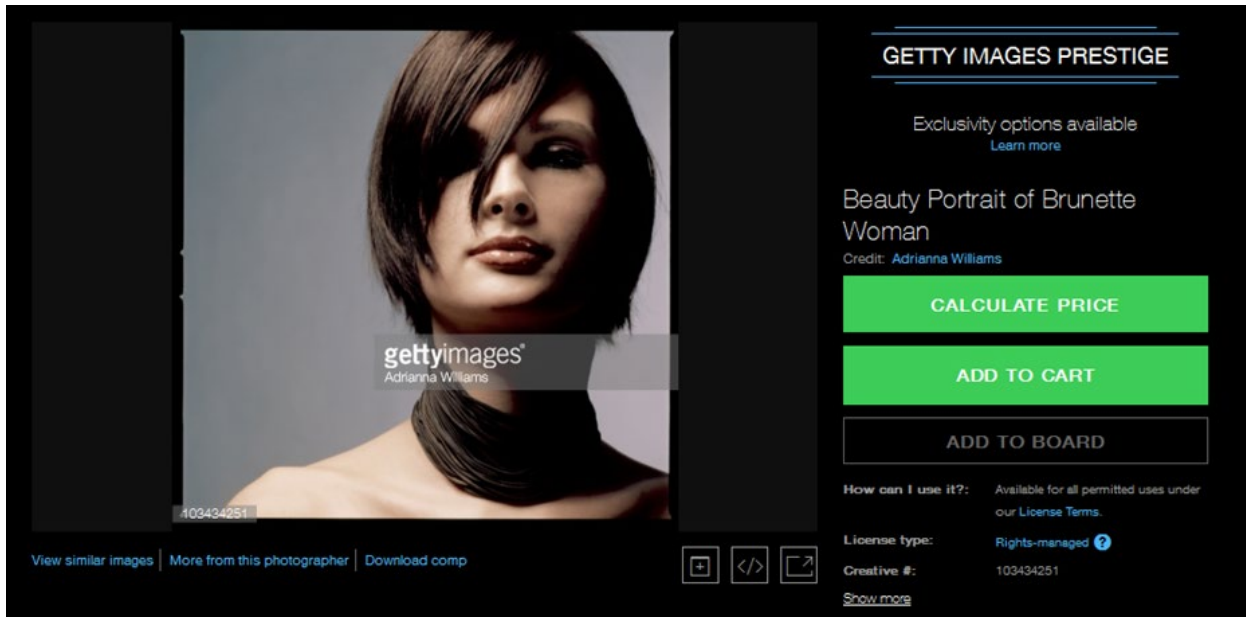 gettyimages®
Adrianna Williams
103434251
View similar images
More from this photographer
Download comp
</>
GETTY IMAGES PRESTIGE
Exclusivity options available
Learn more
Beauty Portrait of Brunette
Woman
Credit: Adrianna Williams
CALCULATE PRICE
ADD TO CART
ADD TO BOARD
How can I use it?: Available for all permitted uses under
our License Terms.
License type: Rights-managed ?
Creative #: 103434251
Show more